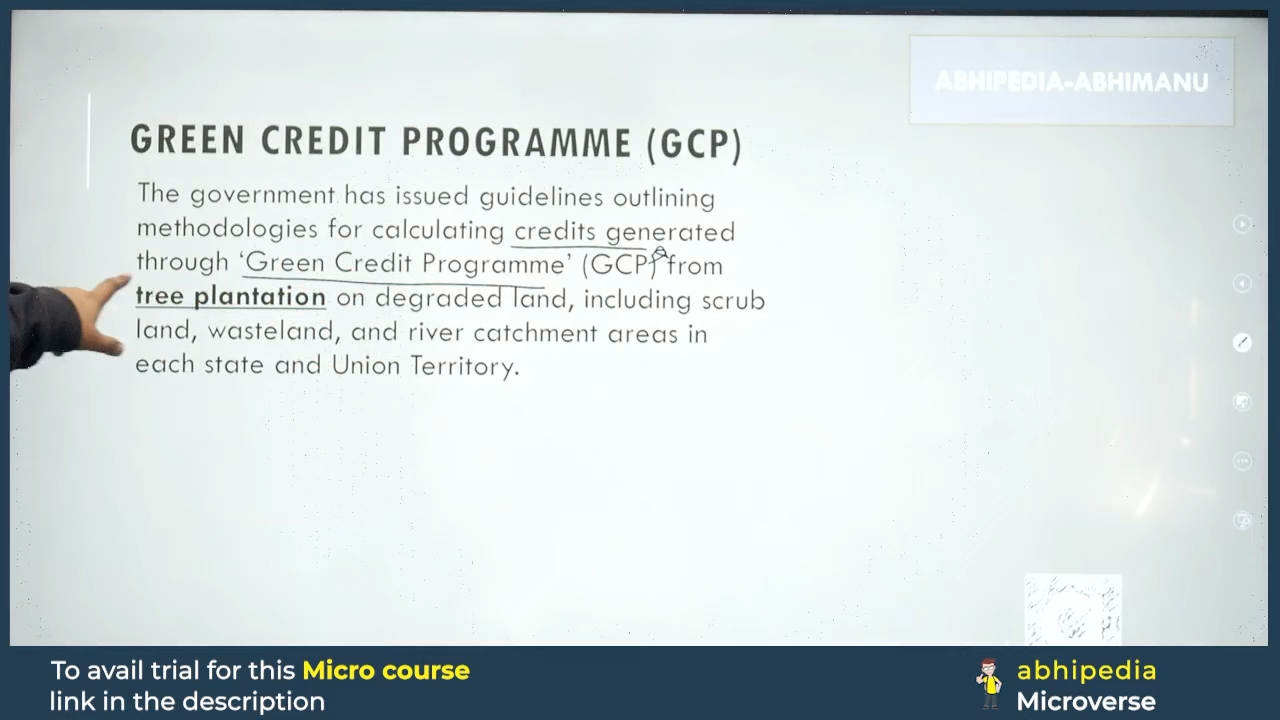 ABHIPEDIA-ABHIMANU
GREEN CREDIT PROGRAMME (GCP)
The government has issued guidelines outlining
methodologies for calculating credits generated
through ‘Green Credit Programme’ (GCP) from
tree plantation on degraded land, including scrub
land, wasteland, and river catchment areas in
each state and Union Territory.
To avail trial for this Micro course
link in the description
abhipedia
Microverse